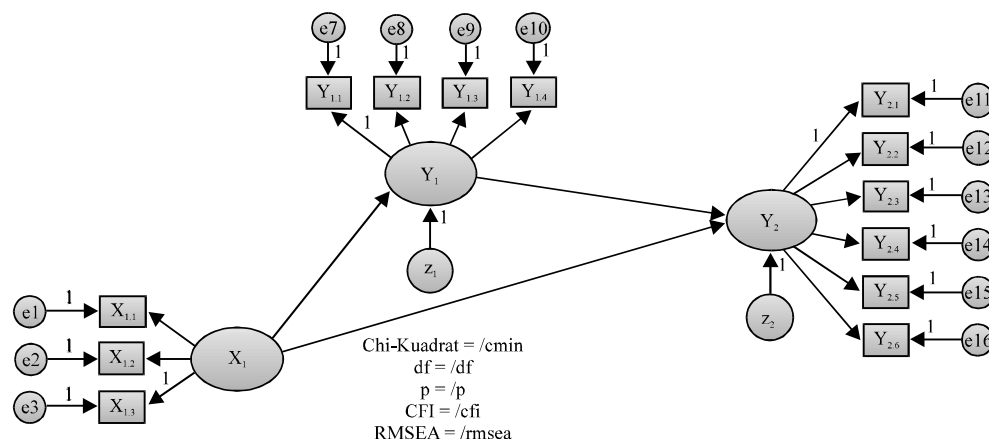 e7 e8 e9 e10
1 1 1 1
Y1.1 Y1.2 Y1.3 Y1.4
1
Y1
1
z1
Y2.1 1 e11
1
Y2.2 1 e12
Y2.3 1 e13
Y2
Y2.4 1 e14
1
Y2.5 1 e15
z2
Y2.6 1 e16
e1 1 X1.1
e2 1 X1.2
X1
1
e3 1 X1.3
Chi-Kuadrat = /cmin
df = /df
p = /p
CFI = /cfi
RMSEA = /rmsea